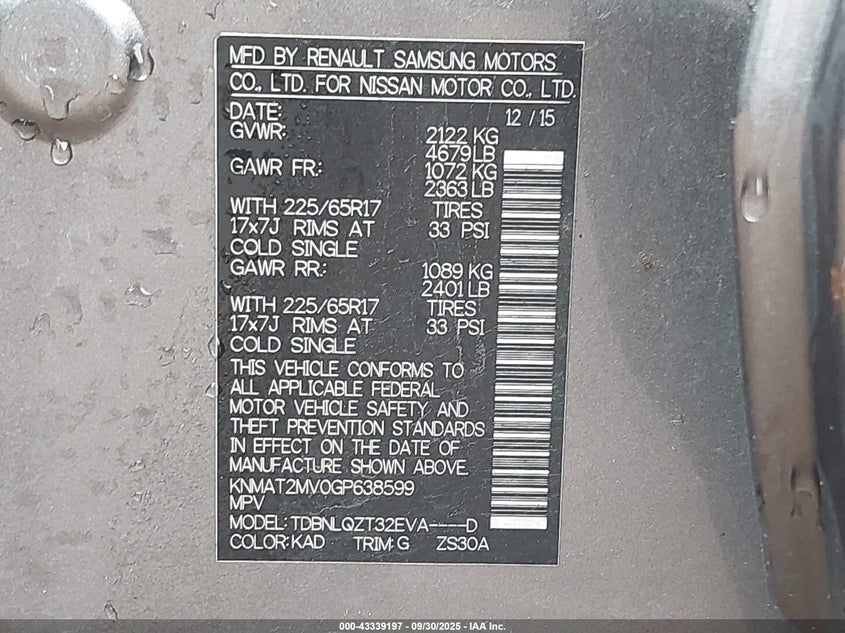 MFD BY RENAULT SAMSUNG MOTORS
CO., LTD. FOR NISSAN MOTOR CO., LTD.
DATE: 12 / 15
GVWR: 2122 KG
4679 LB
GAWR FR.: 1072 KG
2363 LB
WITH 225/65R17 TIRES
17x7J RIMS AT 33 PSI
COLD SINGLE
GAWR RR.: 1089 KG
2401 LB
WITH 225/65R17 TIRES
17x7J RIMS AT 33 PSI
COLD SINGLE
THIS VEHICLE CONFORMS TO
ALL APPLICABLE FEDERAL
MOTOR VEHICLE SAFETY AND
THEFT PREVENTION STANDARDS
IN EFFECT ON THE DATE OF
MANUFACTURE SHOWN ABOVE.
KNMAT2MV0GP638599
MPV
MODEL: TDBNLQZT32EVA----D
COLOR: KAD TRIM: G ZS30A
000-43339197 - 09/30/2025 - IAA Inc.